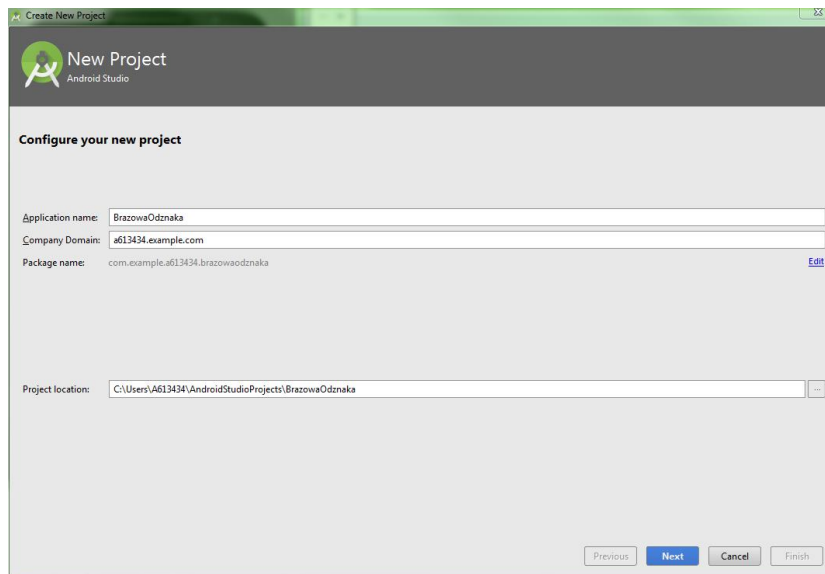 Create New Project
New Project
Android Studio
Configure your new project
Application name: BrazowaOdznaka
Company Domain: a613434.example.com
Package name: com.example.a613434.brazowaodznaka Edit
Project location: C:\Users\A613434\AndroidStudioProjects\BrazowaOdznaka ...
Previous Next Cancel Finish